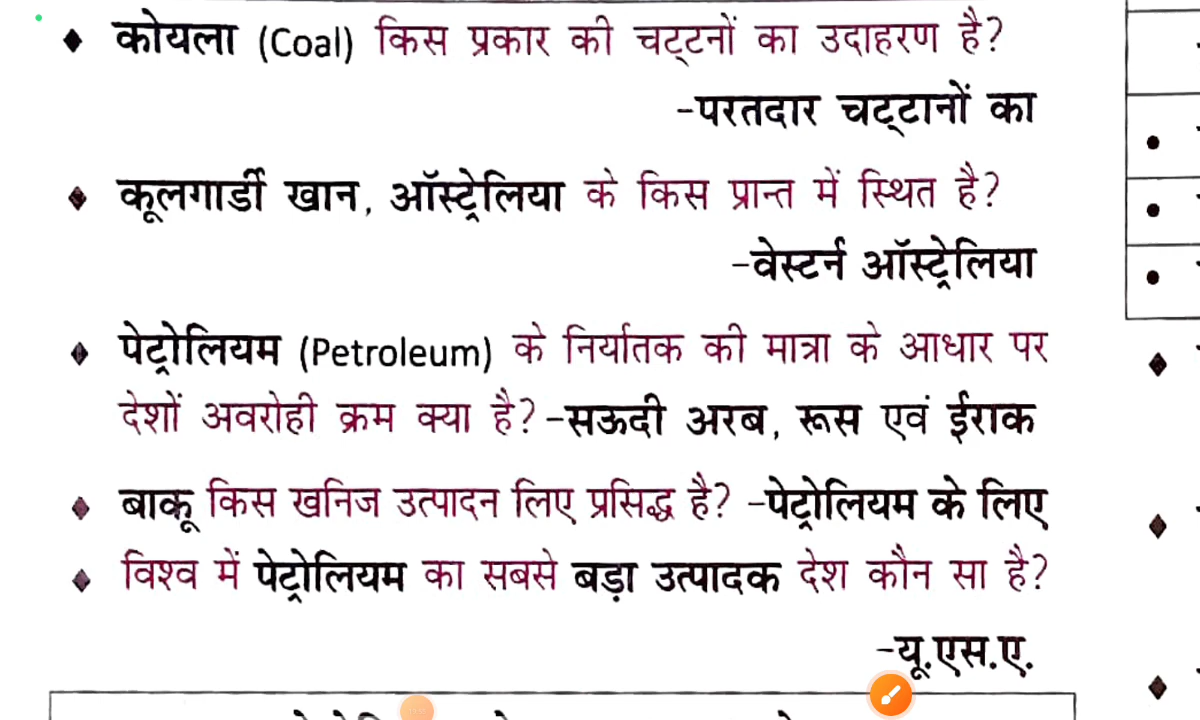 कोयला (Coal) किस प्रकार की चट्टनों का उदाहरण है?
-परतदार चट्टानों का
कूलगार्डी खान, ऑस्ट्रेलिया के किस प्रान्त में स्थित है?
-वेस्टर्न ऑस्ट्रेलिया
पेट्रोलियम (Petroleum) के निर्यातक की मात्रा के आधार पर
देशों अवरोही क्रम क्या है? -सऊदी अरब, रूस एवं ईराक
बाकू किस खनिज उत्पादन लिए प्रसिद्ध है? -पेट्रोलियम के लिए
विश्व में पेट्रोलियम का सबसे बड़ा उत्पादक देश कौन सा है?
-यू.एस.ए.